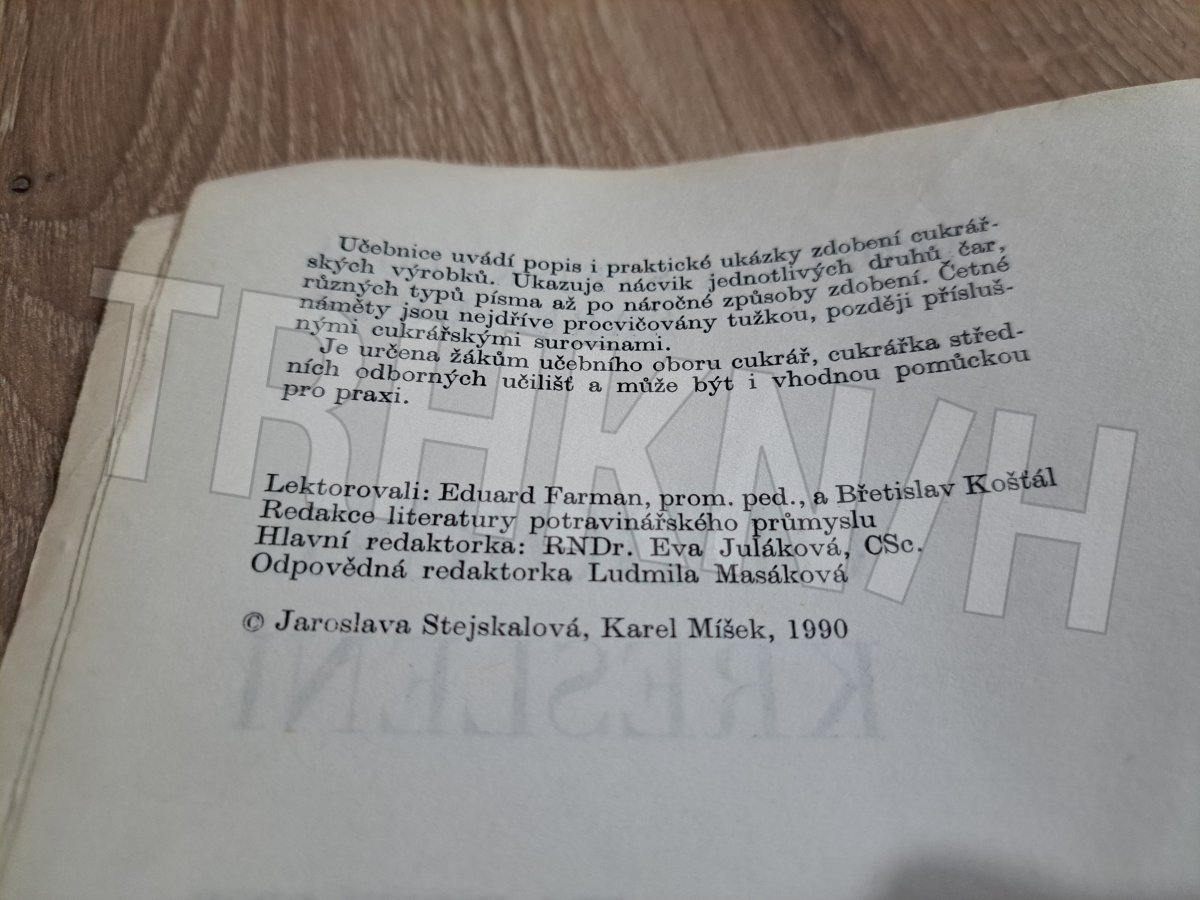 Učebnice uvádí popis i praktické ukázky zdobení cukrář-
ských výrobků. Ukazuje nácvik jednotlivých druhů čar,
různých typů písma až po náročné způsoby zdobení. Četné
náměty jsou nejdříve procvičovány tužkou, později přísluš-
nými cukrářskými surovinami.
Je určena žákům učebního oboru cukrář, cukrářka střed-
ních odborných učilišť a může být i vhodnou pomůckou
pro praxi.
Lektorovali: Eduard Farman, prom. ped., a Břetislav Košťál
Redakce literatury potravinářského průmyslu
Hlavní redaktorka: RNDr. Eva Juláková, CSc.
Odpovědná redaktorka Ludmila Masáková
© Jaroslava Stejskalová, Karel Míšek, 1990
KRESLENÍ
TRHKNIH